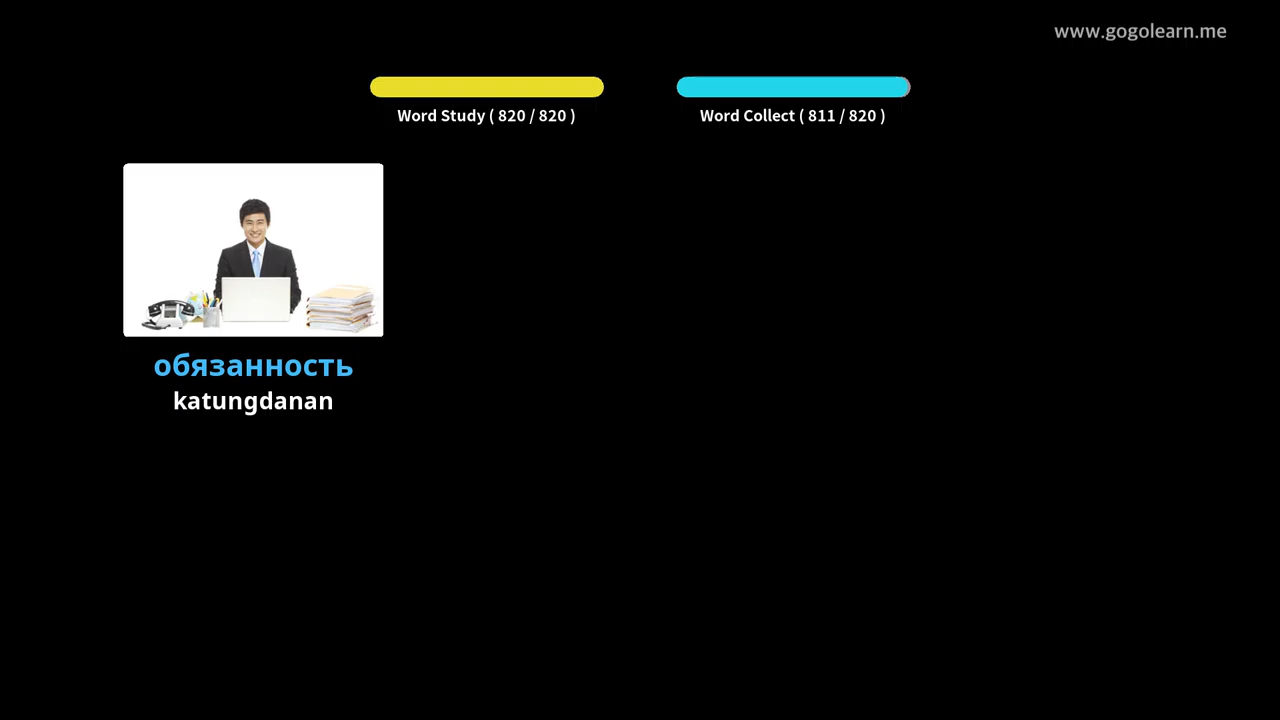 www.gogolearn.me
Word Study ( 820 / 820 )
Word Collect ( 811 / 820 )
обязанность
katungdanan